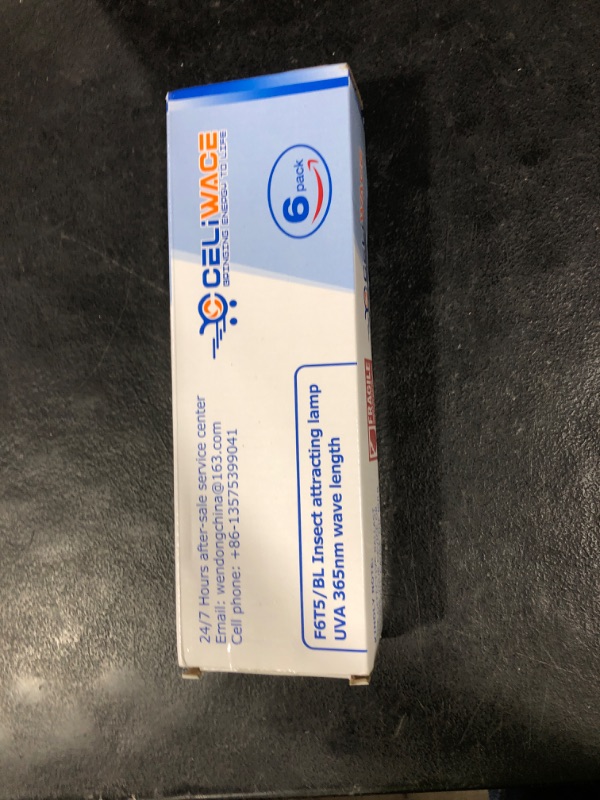 CELiWACE
BRINGING ENERGY TO LIFE
6 pack
24/7 Hours after-sale service center
Email: wendongchina@163.com
Cell phone: +86-13575399041
F6T5/BL Insect attracting lamp
UVA 365nm wave length
FRAGILE